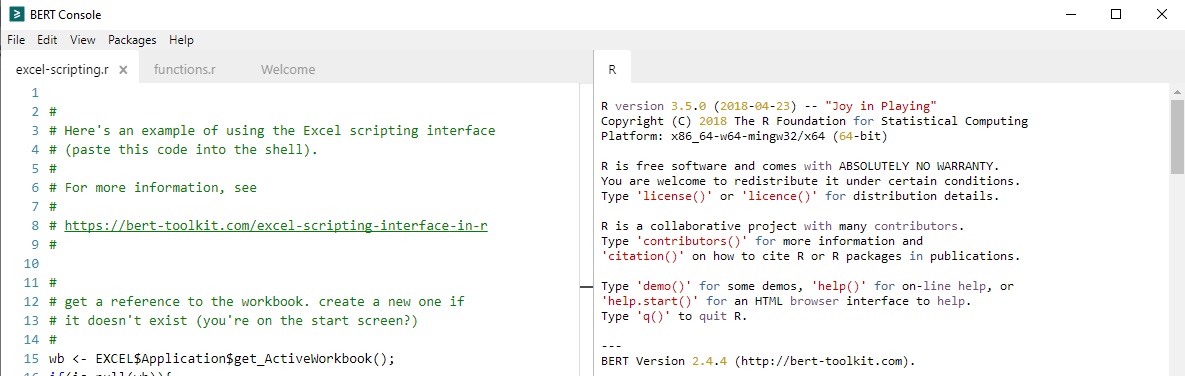 BERT Console
File Edit View Packages Help
excel-scripting.r × functions.r Welcome
1
2 #
3 # Here's an example of using the Excel scripting interface
4 # (paste this code into the shell).
5 #
6 # For more information, see
7 #
8 # https://bert-toolkit.com/excel-scripting-interface-in-r
9 #
10
11 #
12 # get a reference to the workbook. create a new one if
13 # it doesn't exist (you're on the start screen?)
14 #
15 wb <- EXCEL$Application$get_ActiveWorkbook();
R
R version 3.5.0 (2018-04-23) -- "Joy in Playing"
Copyright (C) 2018 The R Foundation for Statistical Computing
Platform: x86_64-w64-mingw32/x64 (64-bit)
R is free software and comes with ABSOLUTELY NO WARRANTY.
You are welcome to redistribute it under certain conditions.
Type 'license()' or 'licence()' for distribution details.
R is a collaborative project with many contributors.
Type 'contributors()' for more information and
'citation()' on how to cite R or R packages in publications.
Type 'demo()' for some demos, 'help()' for on-line help, or
'help.start()' for an HTML browser interface to help.
Type 'q()' to quit R.
---
BERT Version 2.4.4 (http://bert-toolkit.com).